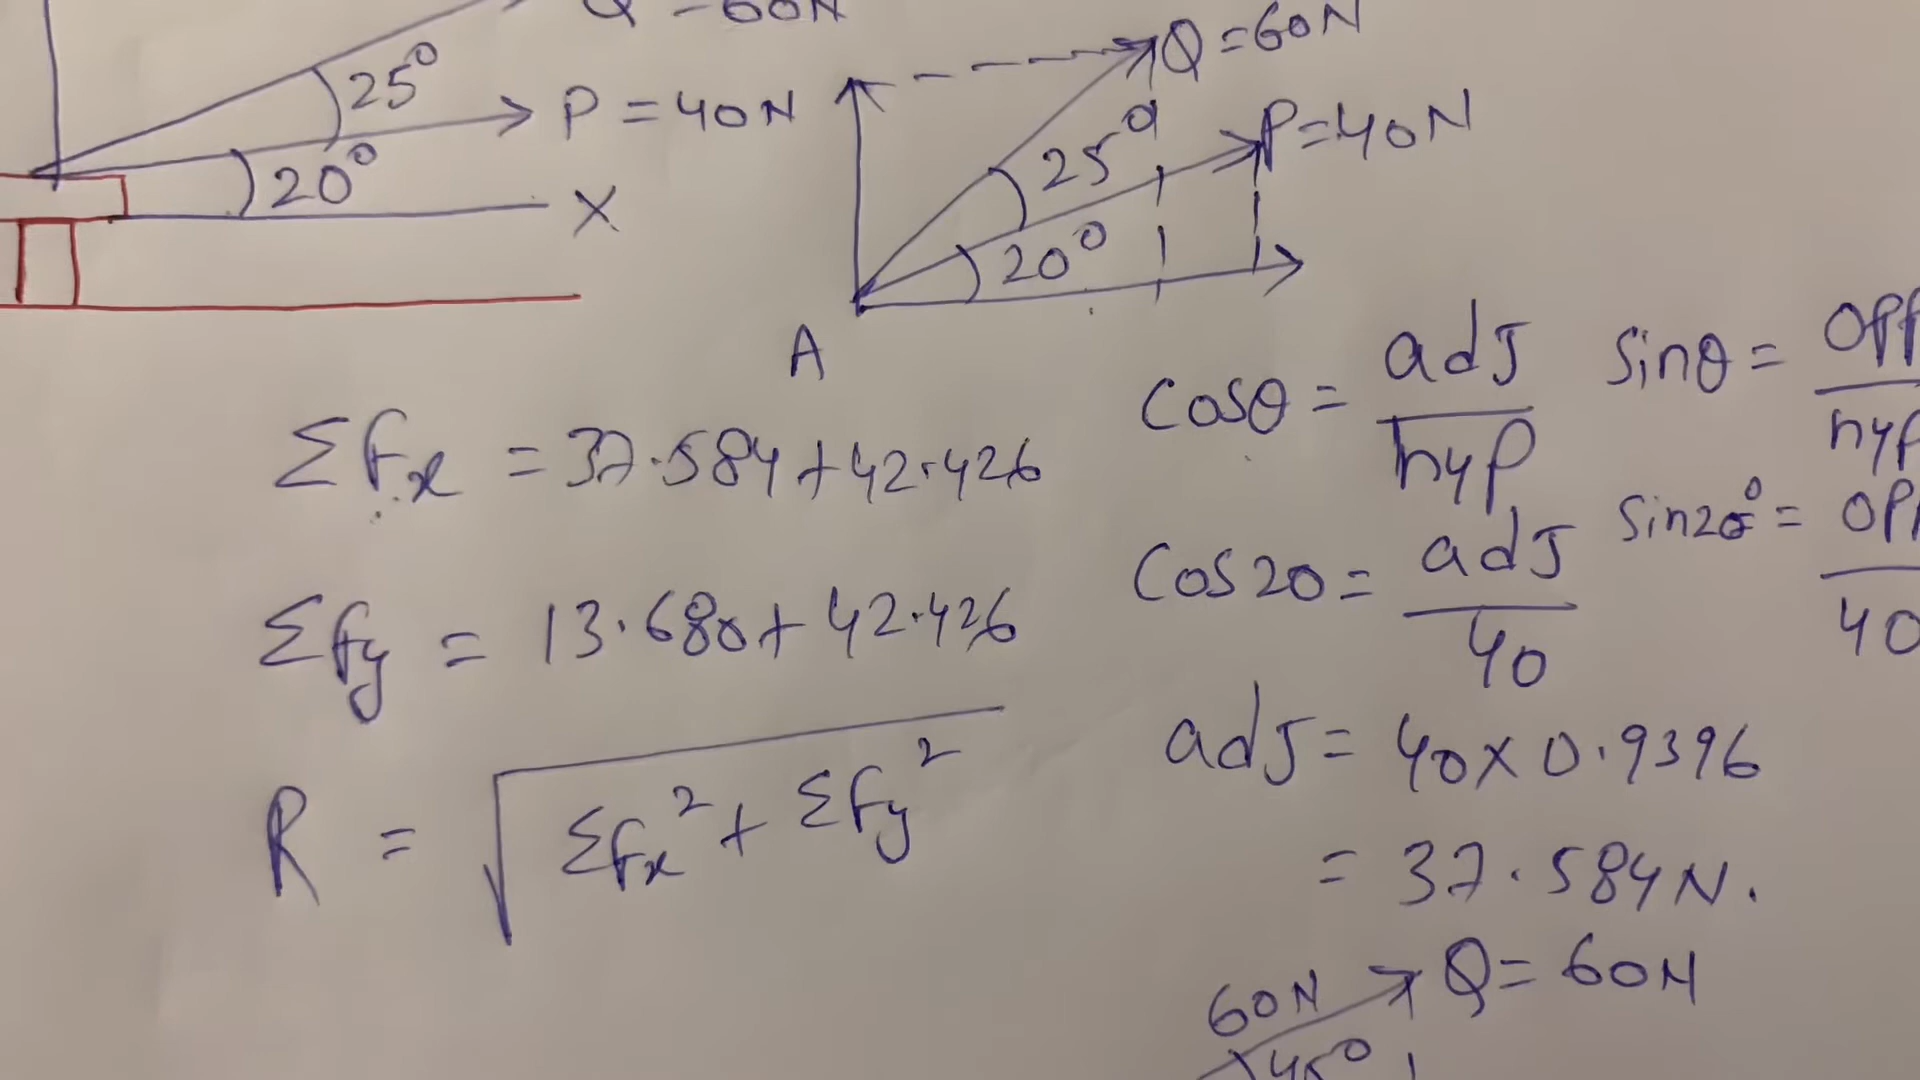 Q = 60N
25°
P = 40N
20°
X
Q = 60N
25°
P = 40N
20°
A
Σfx = 37.584 + 42.426
Σfy = 13.680 + 42.426
R = √Σfx² + Σfy²
Cosθ = adJ
hyp
Sinθ = opp
hyp
Cos20 = adJ
40
Sin20° = opp
40
adJ = 40 x 0.9396
= 37.584N.
60N
Q = 60N
45°